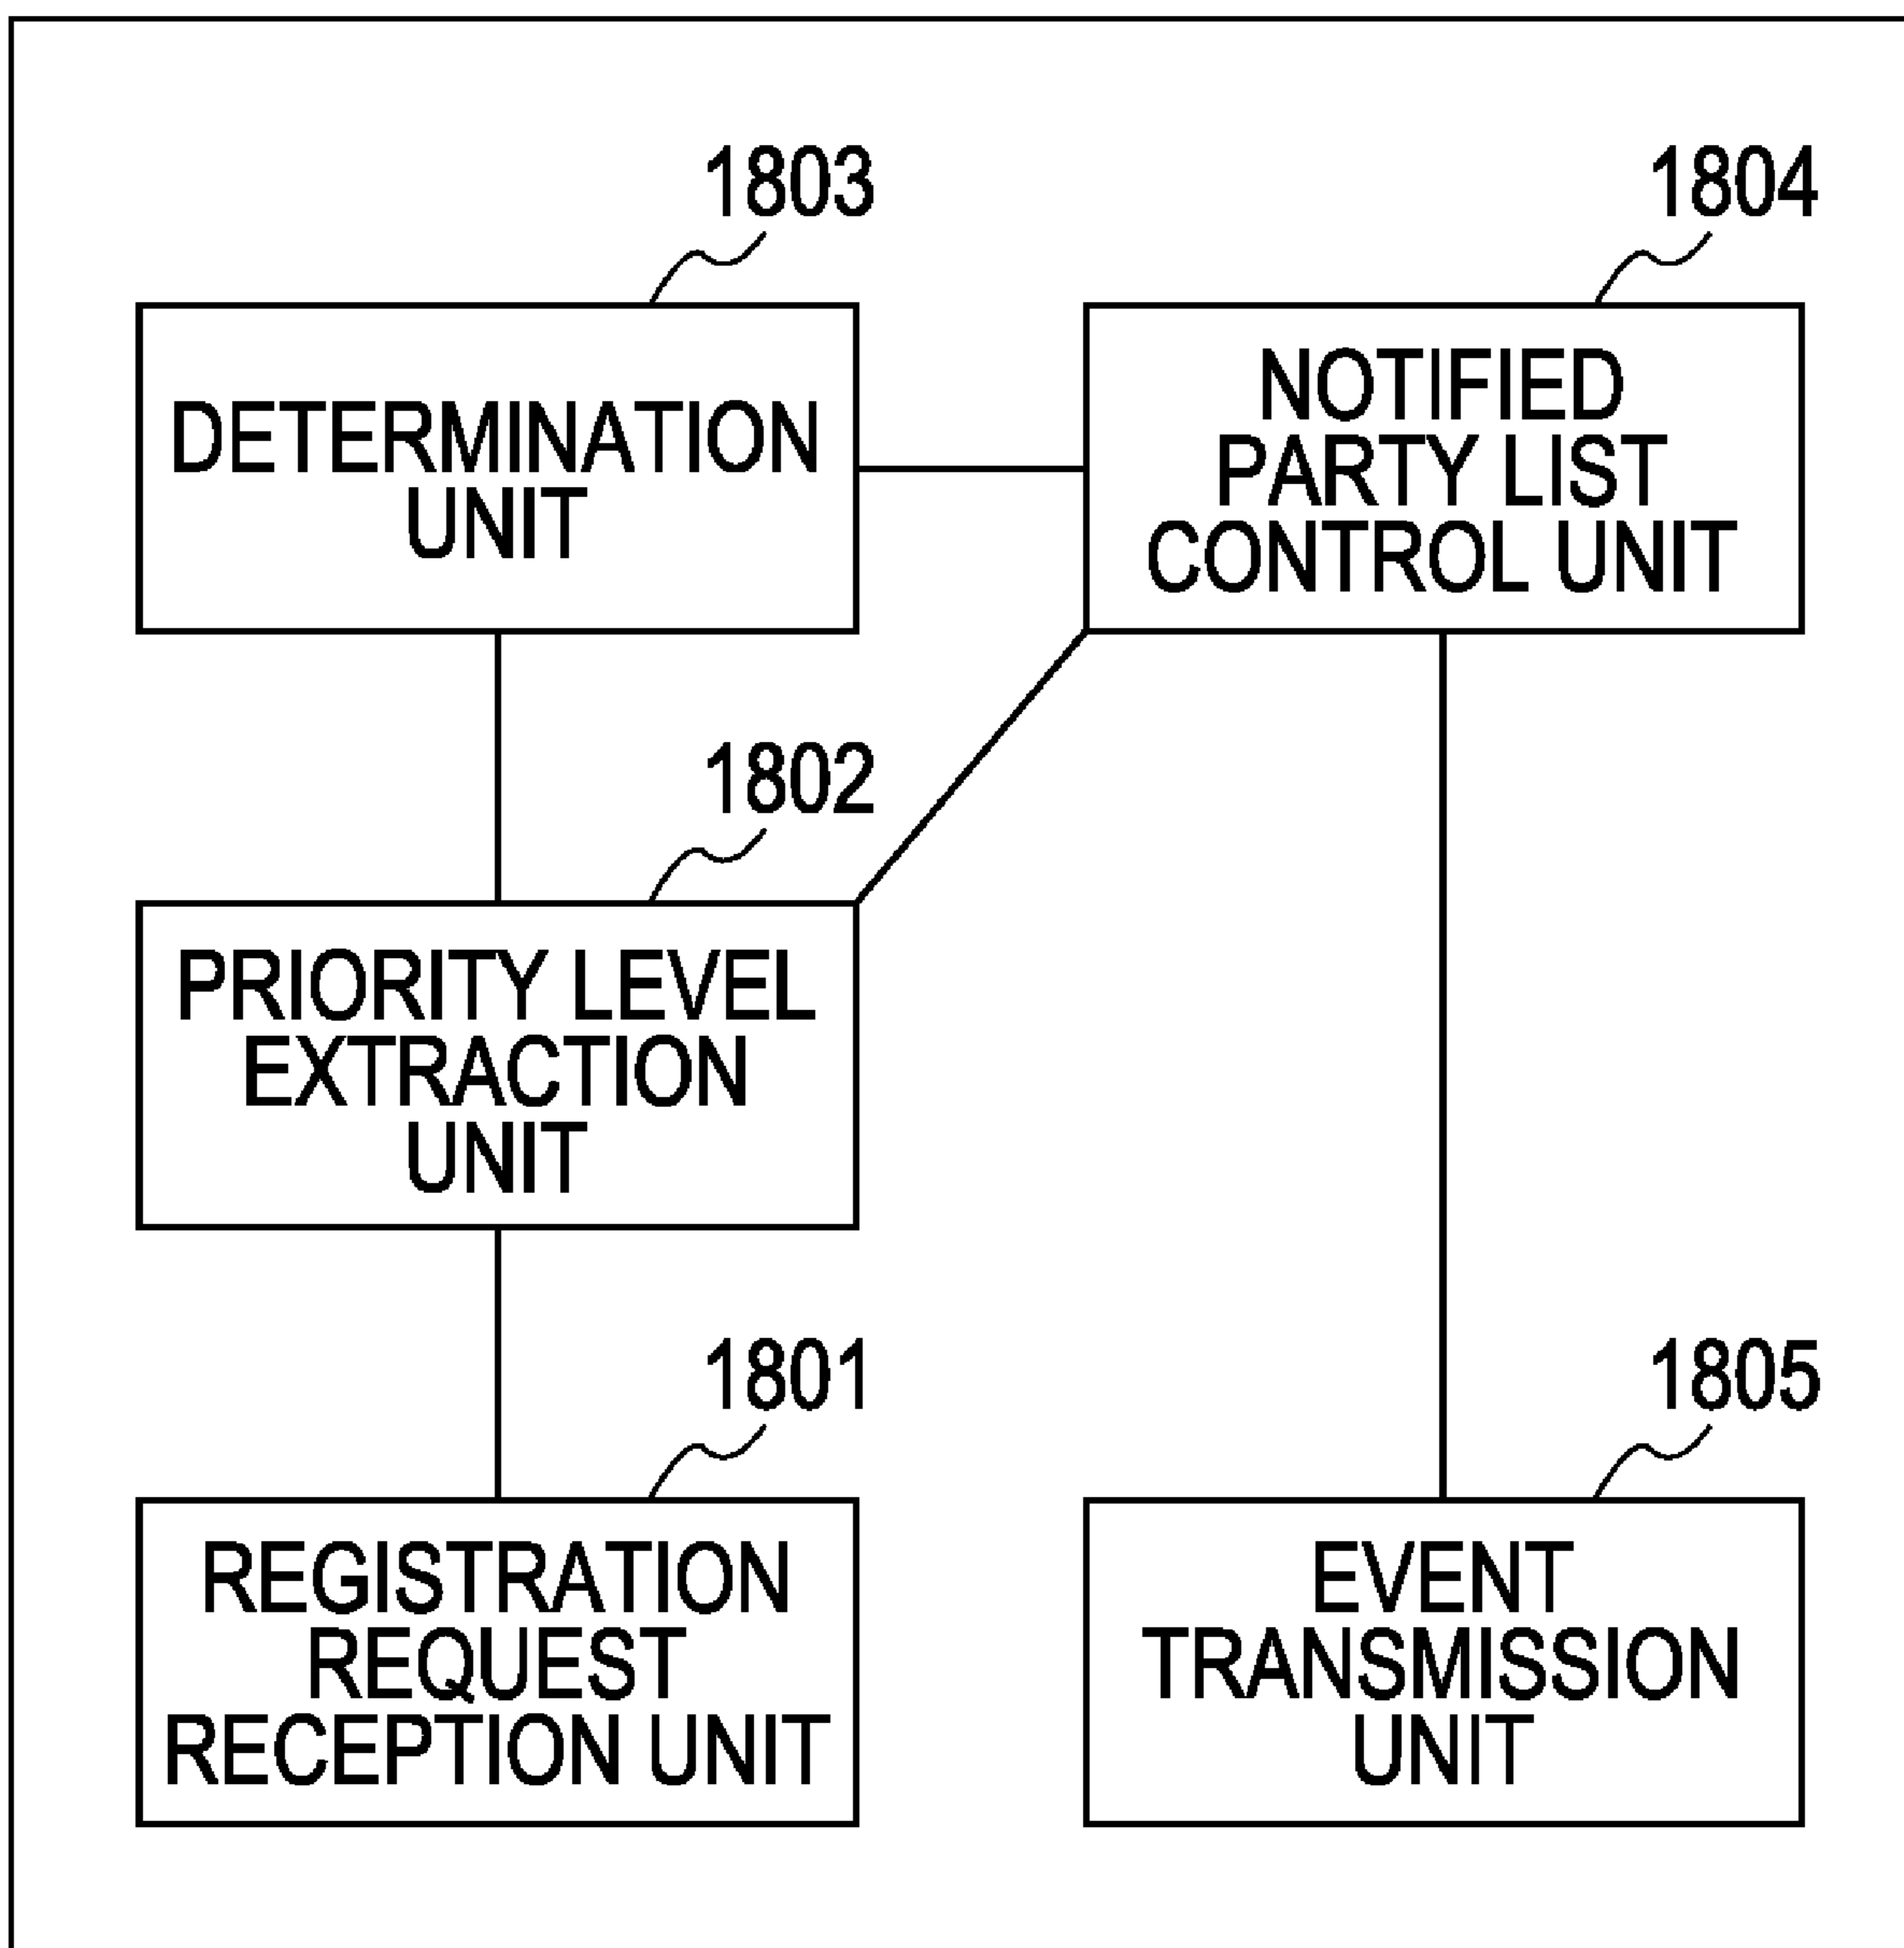 1803
DETERMINATION
UNIT
1804
NOTIFIED
PARTY LIST
CONTROL UNIT
1802
PRIORITY LEVEL
EXTRACTION
UNIT
1801
REGISTRATION
REQUEST
RECEPTION UNIT
1805
EVENT
TRANSMISSION
UNIT